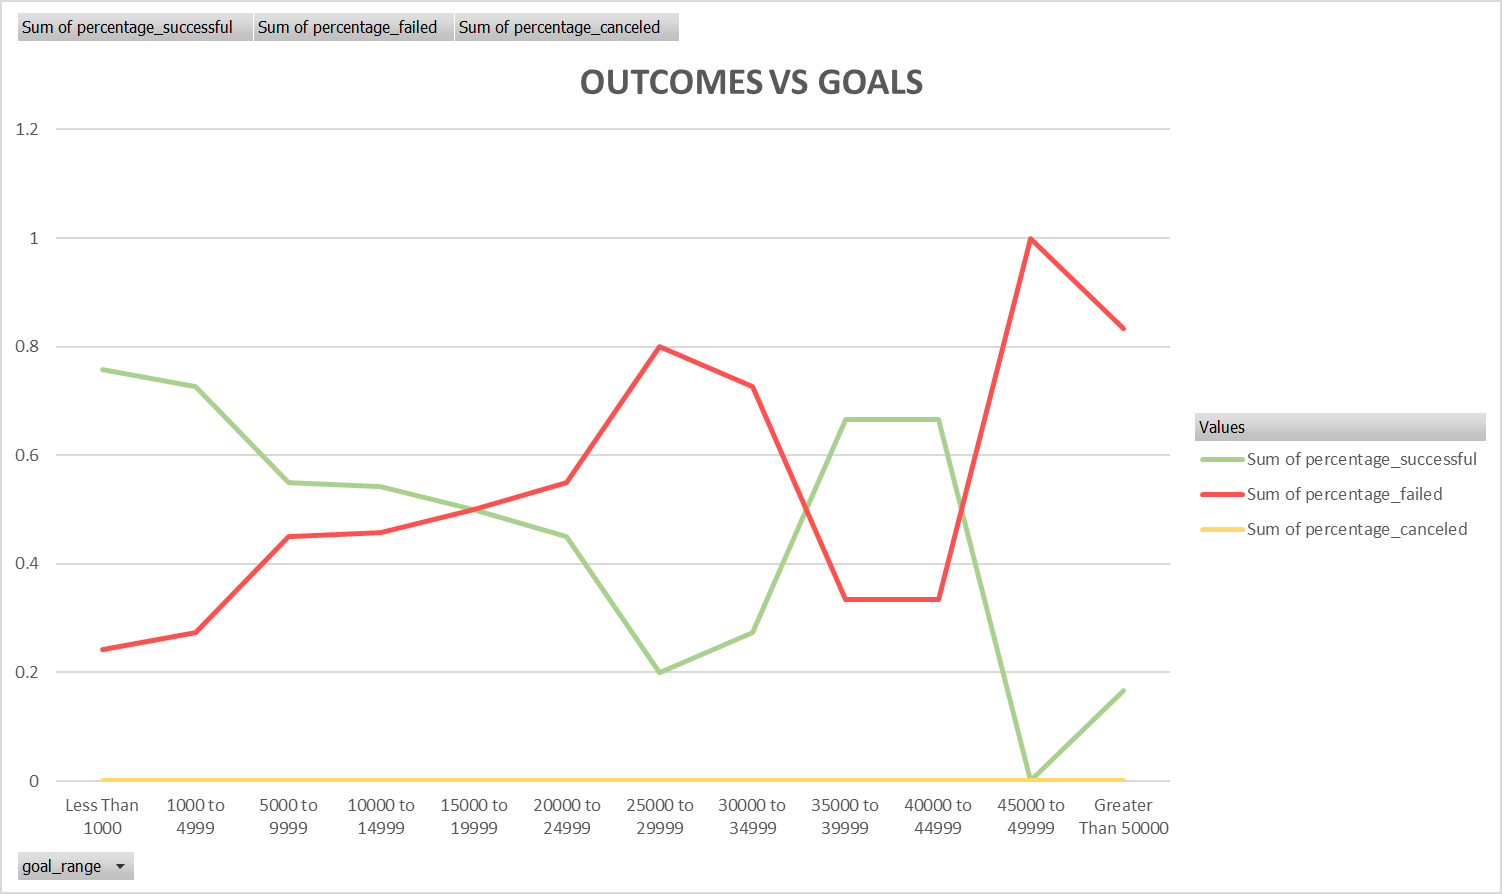 Sum of percentage_successful Sum of percentage_failed Sum of percentage_canceled
OUTCOMES VS GOALS
1.2
1
0.8
0.6
0.4
0.2
0
Less Than 1000
1000 to 4999
5000 to 9999
10000 to 14999
15000 to 19999
20000 to 24999
25000 to 29999
30000 to 34999
35000 to 39999
40000 to 44999
45000 to 49999
Greater Than 50000
Values
Sum of percentage_successful
Sum of percentage_failed
Sum of percentage_canceled
goal_range